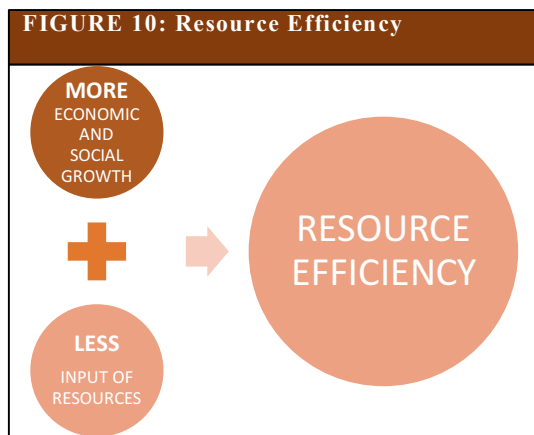 FIGURE 10: Resource Efficiency
MORE
ECONOMIC
AND
SOCIAL
GROWTH
LESS
INPUT OF
RESOURCES
RESOURCE
EFFICIENCY